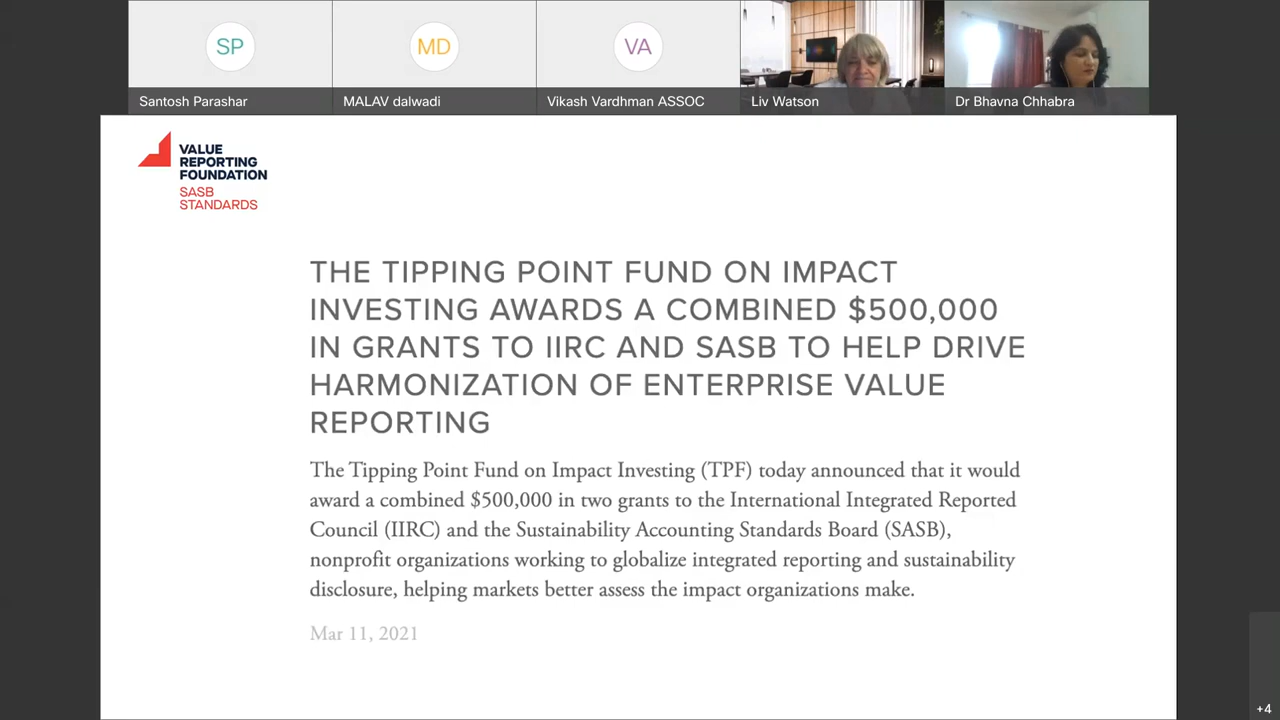 SP
MD
VA
Santosh Parashar
MALAV dalwadi
Vikash Vardhman ASSOC
Liv Watson
Dr Bhavna Chhabra
VALUE
REPORTING
FOUNDATION
SASB
STANDARDS
THE TIPPING POINT FUND ON IMPACT
INVESTING AWARDS A COMBINED $500,000
IN GRANTS TO IIRC AND SASB TO HELP DRIVE
HARMONIZATION OF ENTERPRISE VALUE
REPORTING
The Tipping Point Fund on Impact Investing (TPF) today announced that it would
award a combined $500,000 in two grants to the International Integrated Reported
Council (IIRC) and the Sustainability Accounting Standards Board (SASB),
nonprofit organizations working to globalize integrated reporting and sustainability
disclosure, helping markets better assess the impact organizations make.
Mar 11, 2021
+4